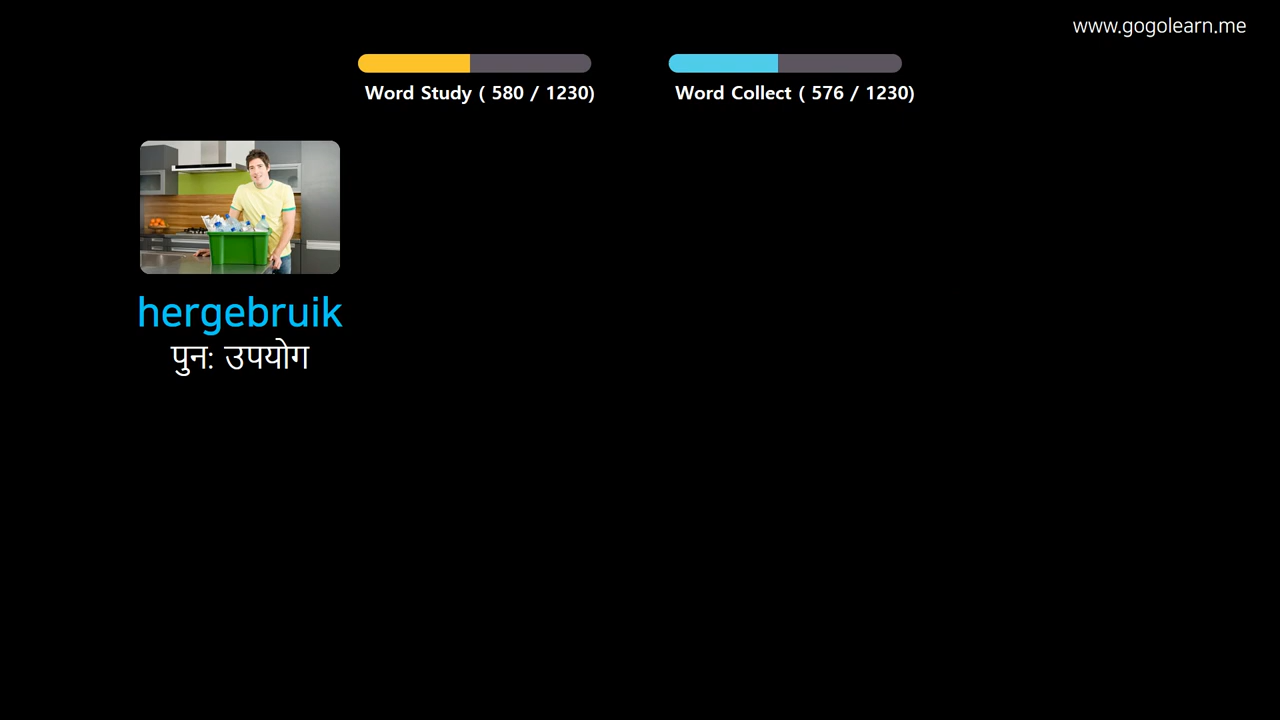 www.gogolearn.me
Word Study ( 580 / 1230)
Word Collect ( 576 / 1230)
hergebruik
पुन: उपयोग